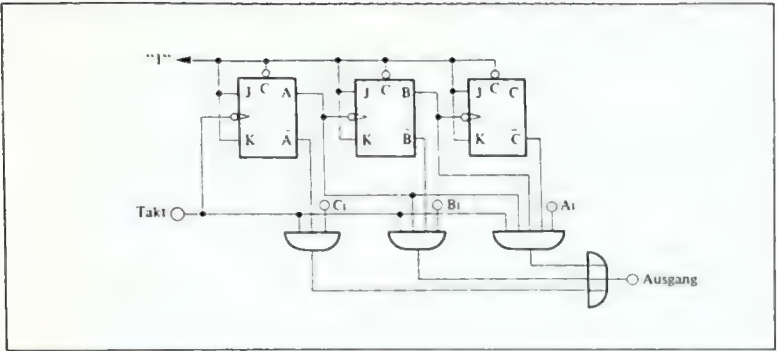 "1"
J C A J C B J C C
K A̅ K B̅ K C̅
Takt C₁ B₁ A₁
Ausgang